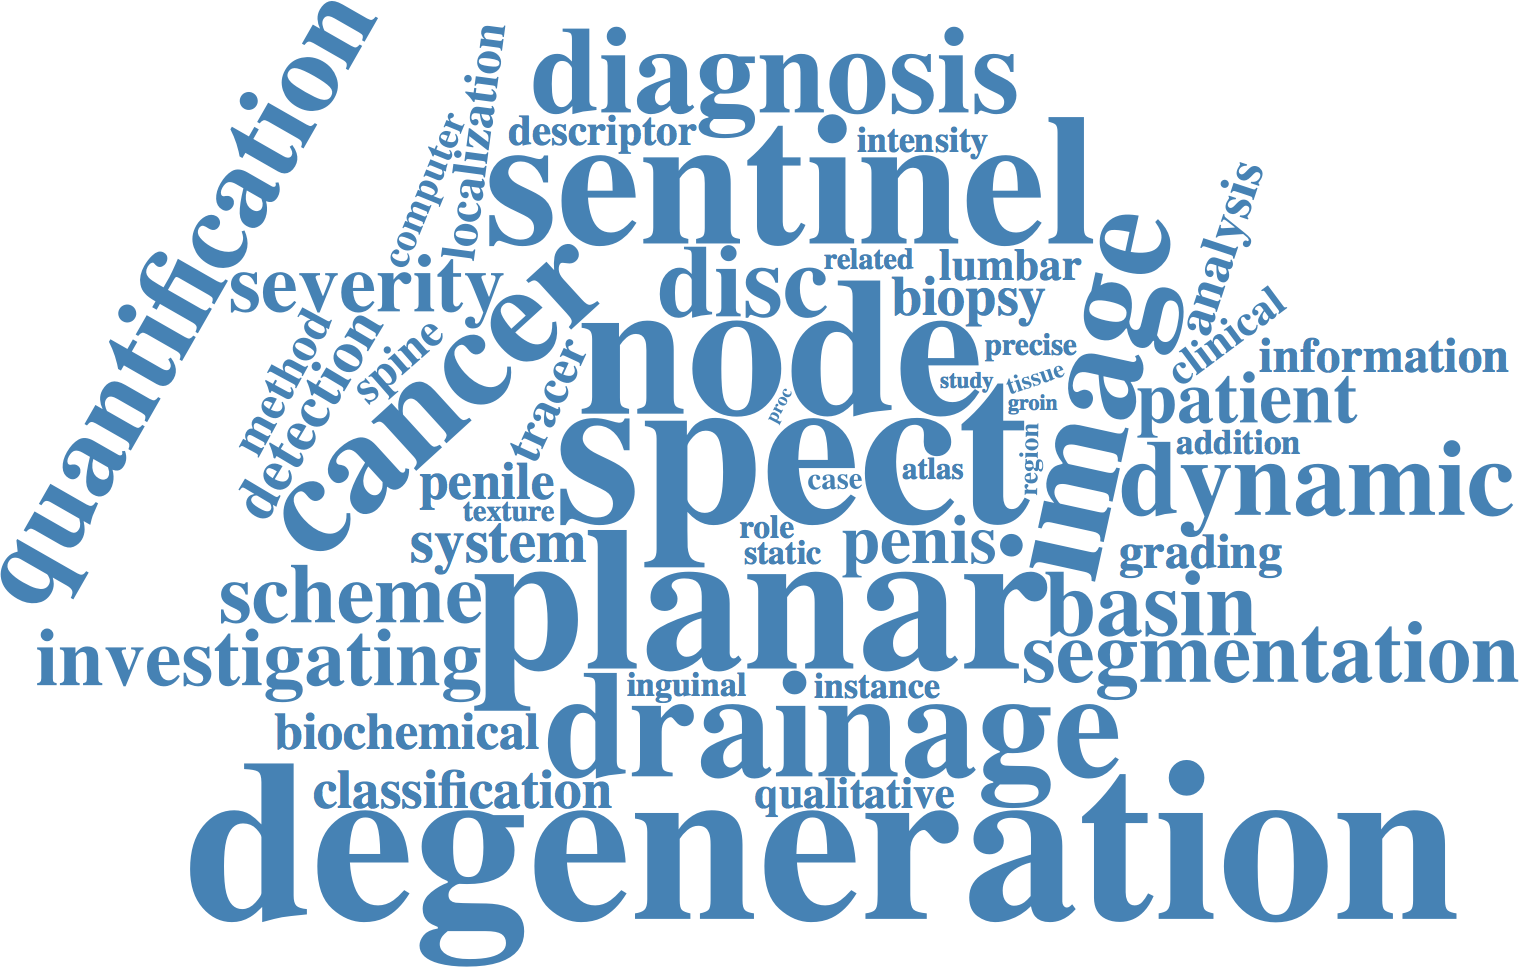 quantification
diagnosis
localization
computer
descriptor
intensity
sentinel
severity
cancer
disc
related
lumbar
biopsy
image
analysis
clinical
method
detection
spine
tracer
node
precise
study
tissue
groin
proc
information
patient
addition
dynamic
penile
texture
spect
case
atlas
region
system
role
static
penis
grading
scheme
planar
basin
investigating
segmentation
inguinal
instance
biochemical
drainage
classification
qualitative
degeneration